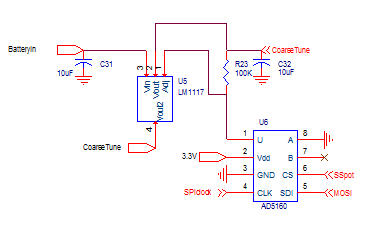 BatteryIn
C31
10uF
3
2
1
Vin
Vout
Adj
Vout2
U5
LM1117
4
CoarseTune
R23
100K
CoarseTune
C32
10uF
U6
1
U
A
8
3.3V
2
Vdd
B
7
3
GND
CS
6
SSpot
SPIclock
4
CLK
SDI
5
MOSI
AD5160